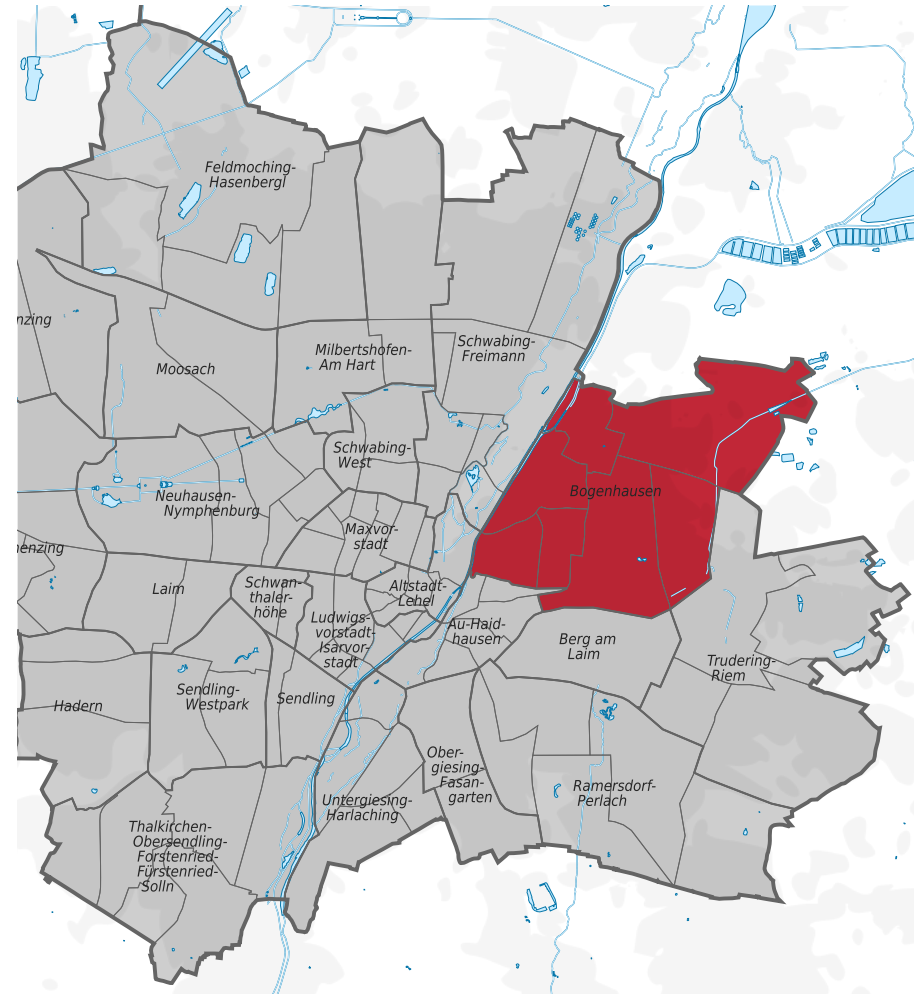 Feldmoching-
Hasenbergl
nzing
Moosach
Milbertshofen-
Am Hart
Schwabing-
Freimann
Schwabing-
West
Neuhausen-
Nymphenburg
Bogenhausen
Maxvor-
stadt
henzing
Laim
Schwan-
thaler-
höhe
Altstadt-
Lehel
Ludwigs-
vorstadt-
Isarvor-
stadt
Au-Haid-
hausen
Berg am
Laim
Trudering-
Riem
Hadern
Sendling-
Westpark
Sendling
Ober-
giesing-
Fasan-
garten
Untergiesing-
Harlaching
Ramersdorf-
Perlach
Thalkirchen-
Obersendling-
Forstenried-
Fürstenried-
Solln